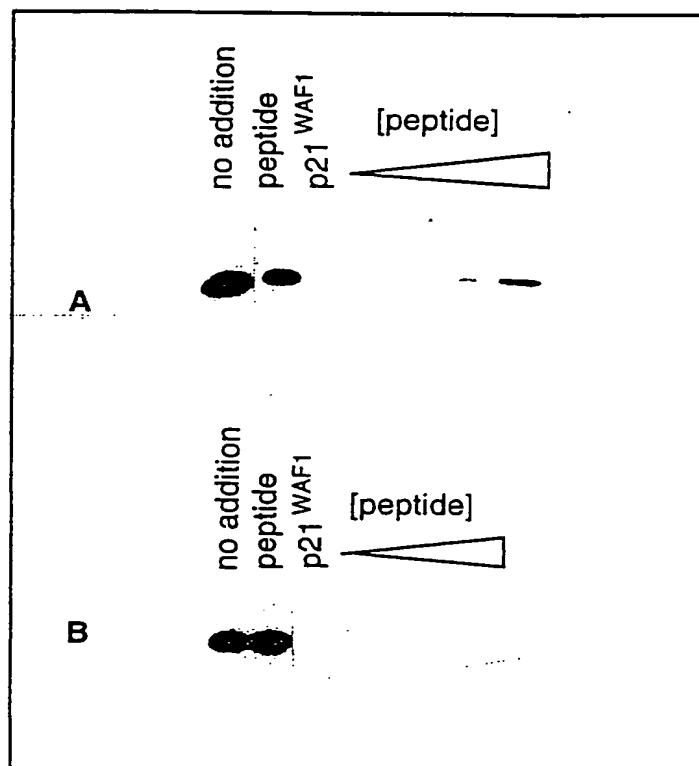 no addition
peptide
p21 WAF1
[peptide]
A
no addition
peptide
p21 WAF1
[peptide]
B